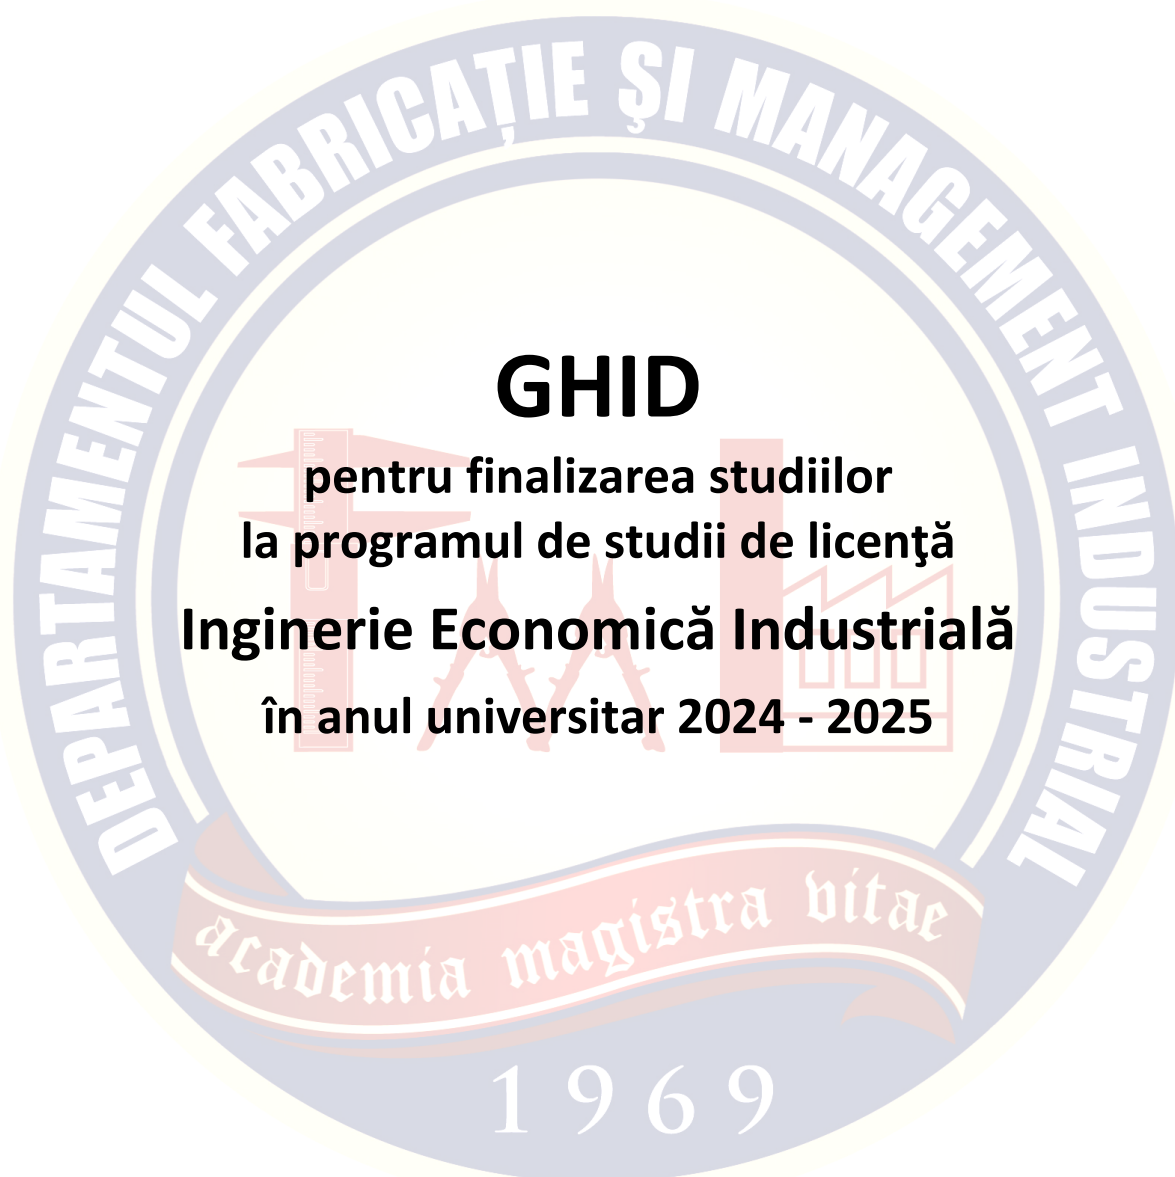 DEPARTAMENTUL FABRICAȚIE ŞI MANAGEMENT INDUSTRIAL
GHID
pentru finalizarea studiilor
la programul de studii de licenţă
Inginerie Economică Industrială
în anul universitar 2024 - 2025
academia magistra vitae
1969